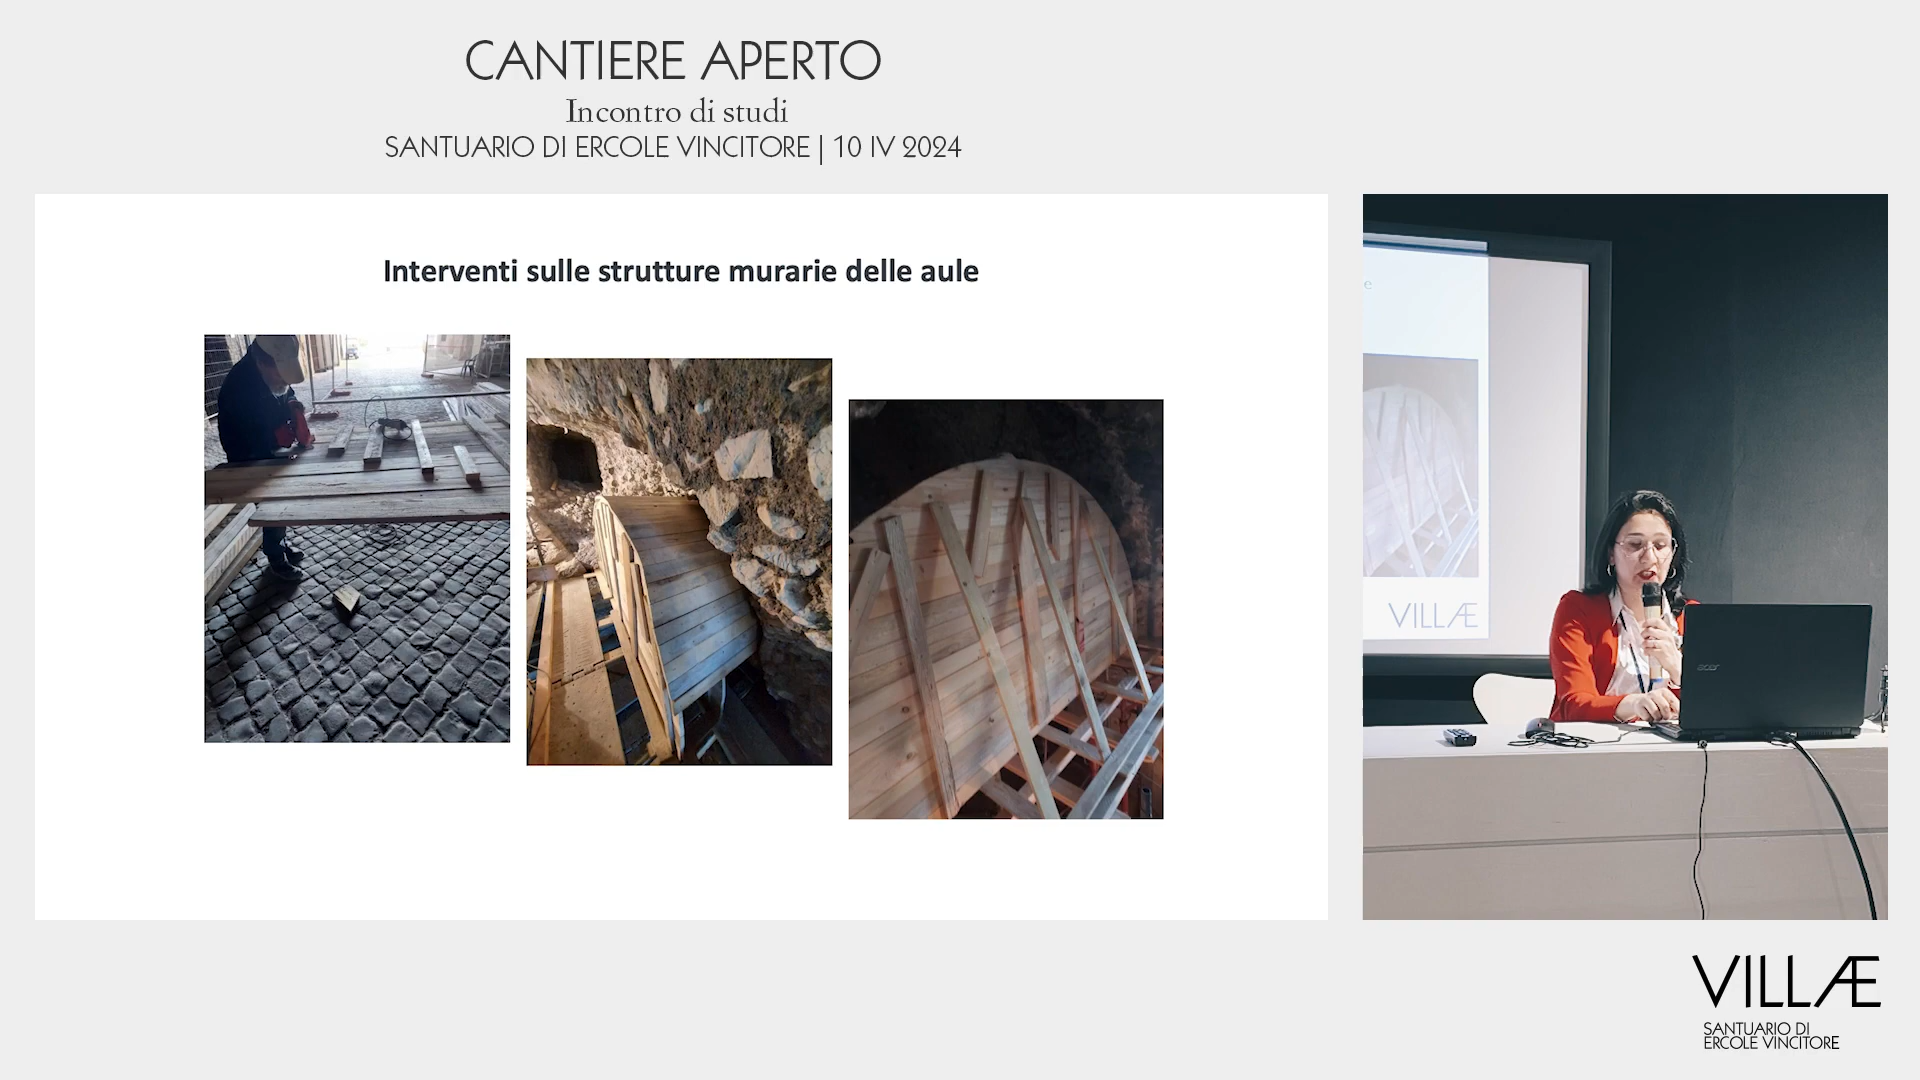 CANTIERE APERTO
Incontro di studi
SANTUARIO DI ERCOLE VINCITORE | 10 IV 2024
Interventi sulle strutture murarie delle aule
e
VILLÆ
acer
VILLÆ
SANTUARIO DI
ERCOLE VINCITORE